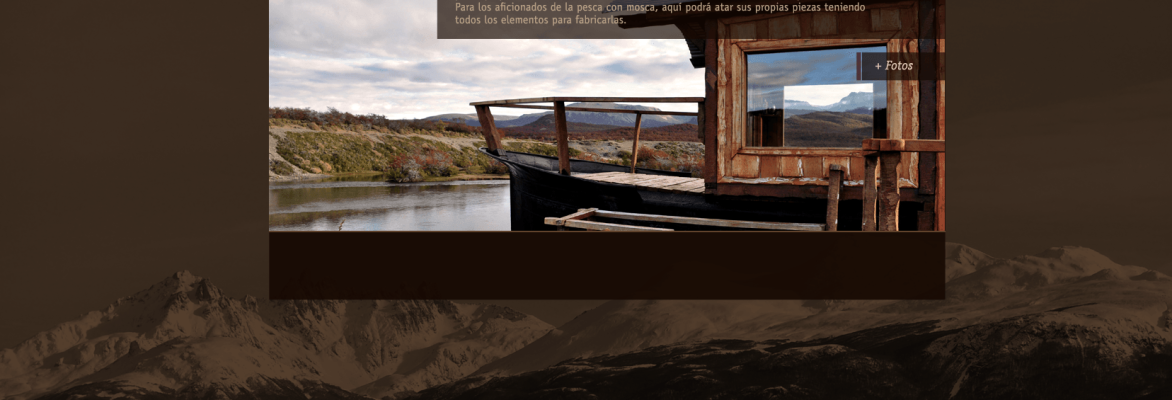 Para los aficionados de la pesca con mosca, aquí podrá atar sus propias piezas teniendo
todos los elementos para fabricarlas.
+ Fotos